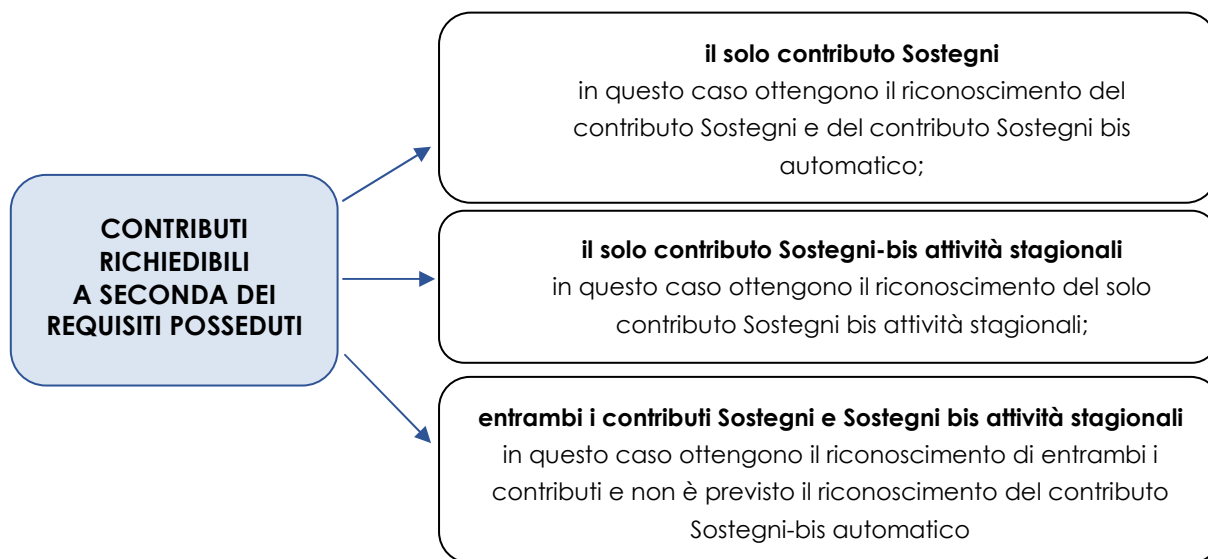 CONTRIBUTI
RICHIEDIBILI
A SECONDA DEI
REQUISITI POSSEDUTI
il solo contributo Sostegni
in questo caso ottengono il riconoscimento del
contributo Sostegni e del contributo Sostegni bis
automatico;
il solo contributo Sostegni-bis attività stagionali
in questo caso ottengono il riconoscimento del solo
contributo Sostegni bis attività stagionali;
entrambi i contributi Sostegni e Sostegni bis attività stagionali
in questo caso ottengono il riconoscimento di entrambi i
contributi e non è previsto il riconoscimento del contributo
Sostegni-bis automatico